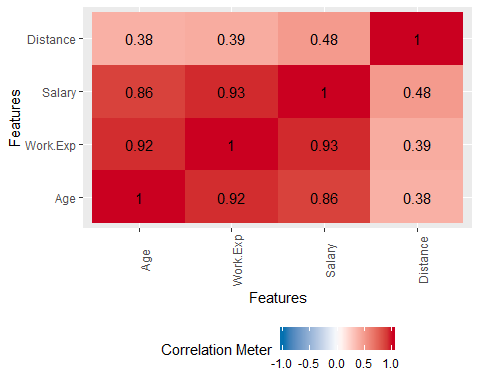 Features
Distance 0.38 0.39 0.48 1
Salary 0.86 0.93 1 0.48
Work.Exp 0.92 1 0.93 0.39
Age 1 0.92 0.86 0.38
Age Work.Exp Salary Distance
Features
Correlation Meter
-1.0 -0.5 0.0 0.5 1.0